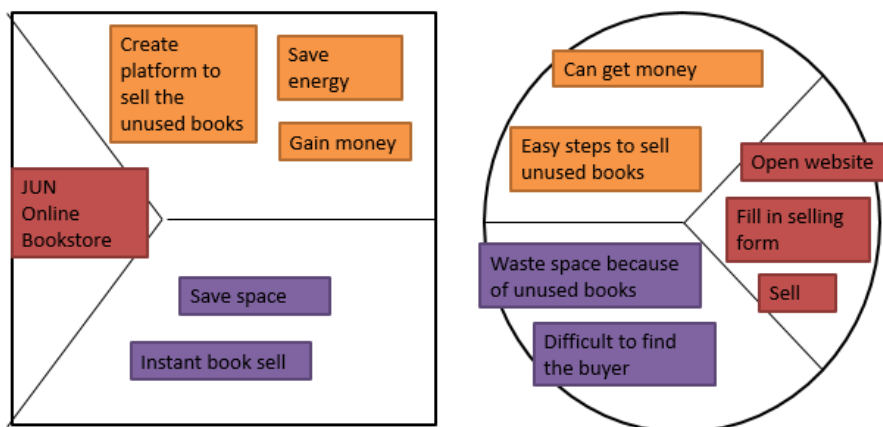 Create
platform to
sell the
unused books
Save
energy
Gain money
JUN
Online
Bookstore
Save space
Instant book sell
Can get money
Easy steps to sell
unused books
Open website
Fill in selling
form
Sell
Waste space because
of unused books
Difficult to find
the buyer